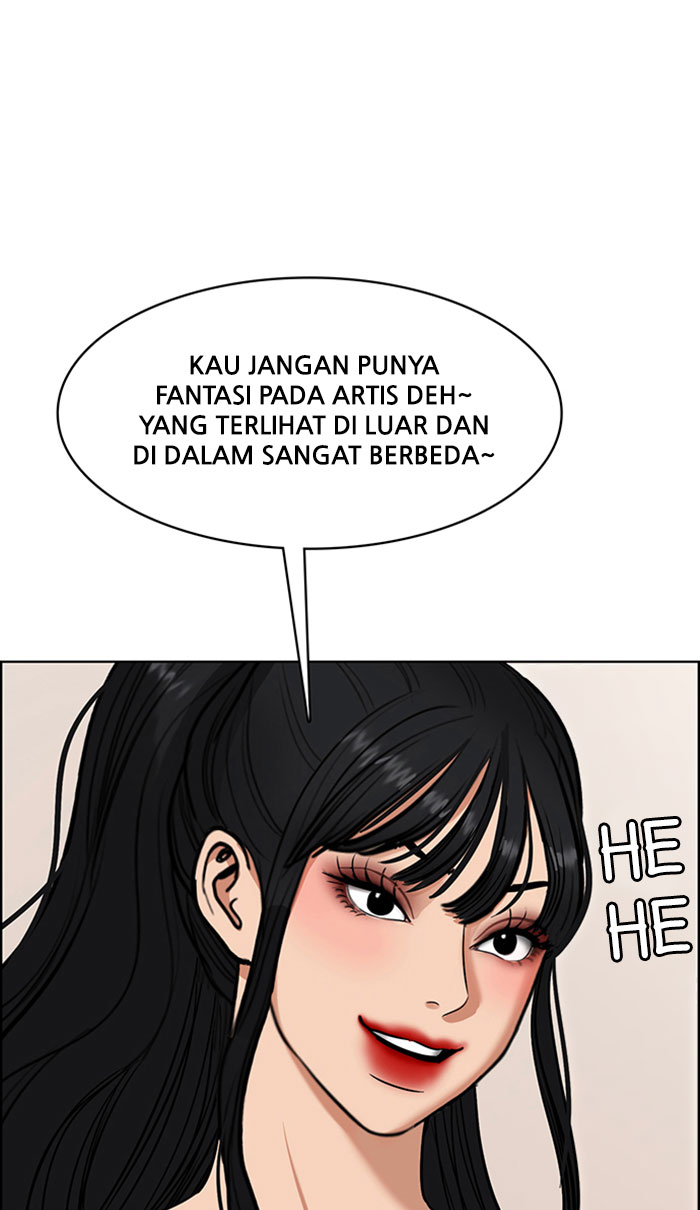 KAU JANGAN PUNYA
FANTASI PADA ARTIS DEH~
YANG TERLIHAT DI LUAR DAN
DI DALAM SANGAT BERBEDA~
HE
HE